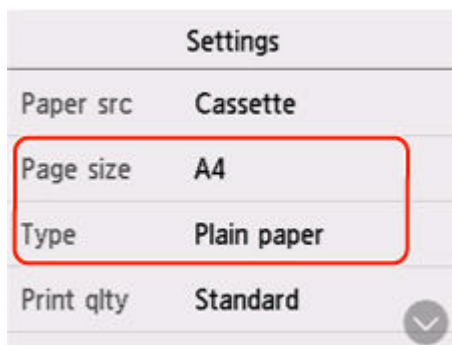 Settings
Paper src Cassette
Page size A4
Type Plain paper
Print qlty Standard